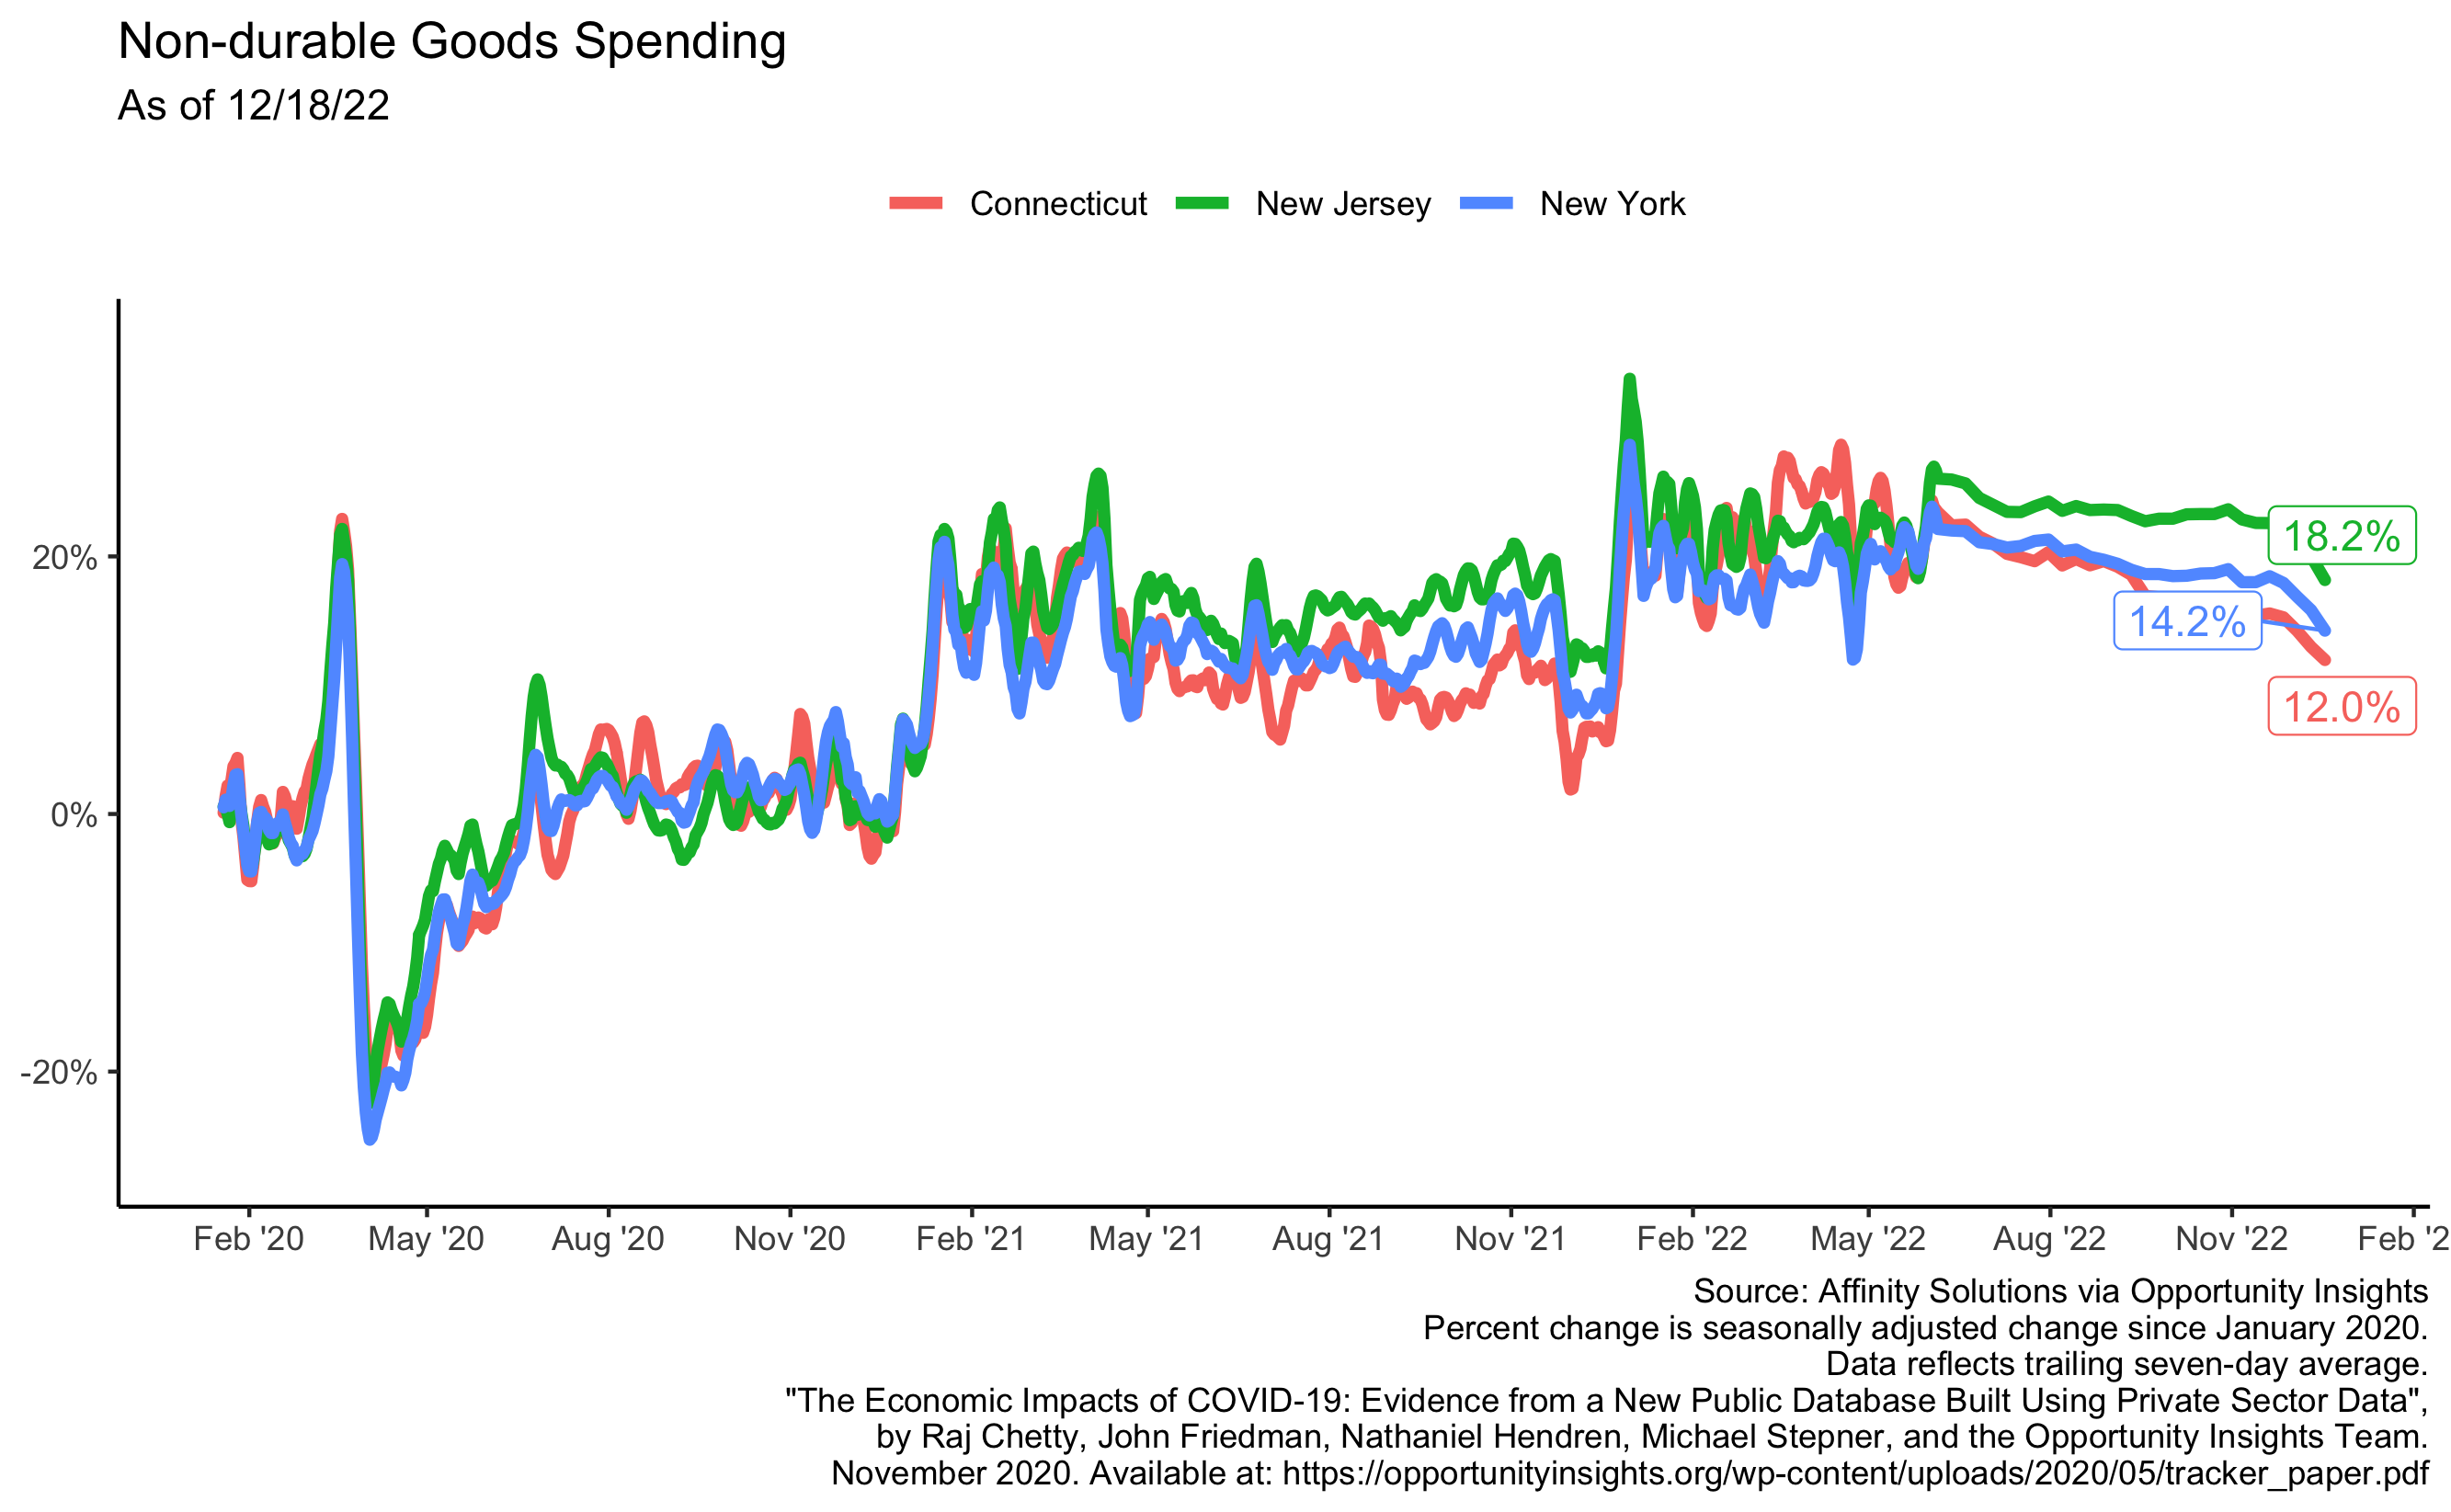 Non-durable Goods Spending
As of 12/18/22
Connecticut New Jersey New York
20%
0%
-20%
18.2%
14.2%
12.0%
Feb '20 May '20 Aug '20 Nov '20 Feb '21 May '21 Aug '21 Nov '21 Feb '22 May '22 Aug '22 Nov '22 Feb '2
Source: Affinity Solutions via Opportunity Insights
Percent change is seasonally adjusted change since January 2020.
Data reflects trailing seven-day average.
"The Economic Impacts of COVID-19: Evidence from a New Public Database Built Using Private Sector Data",
by Raj Chetty, John Friedman, Nathaniel Hendren, Michael Stepner, and the Opportunity Insights Team.
November 2020. Available at: https://opportunityinsights.org/wp-content/uploads/2020/05/tracker_paper.pdf